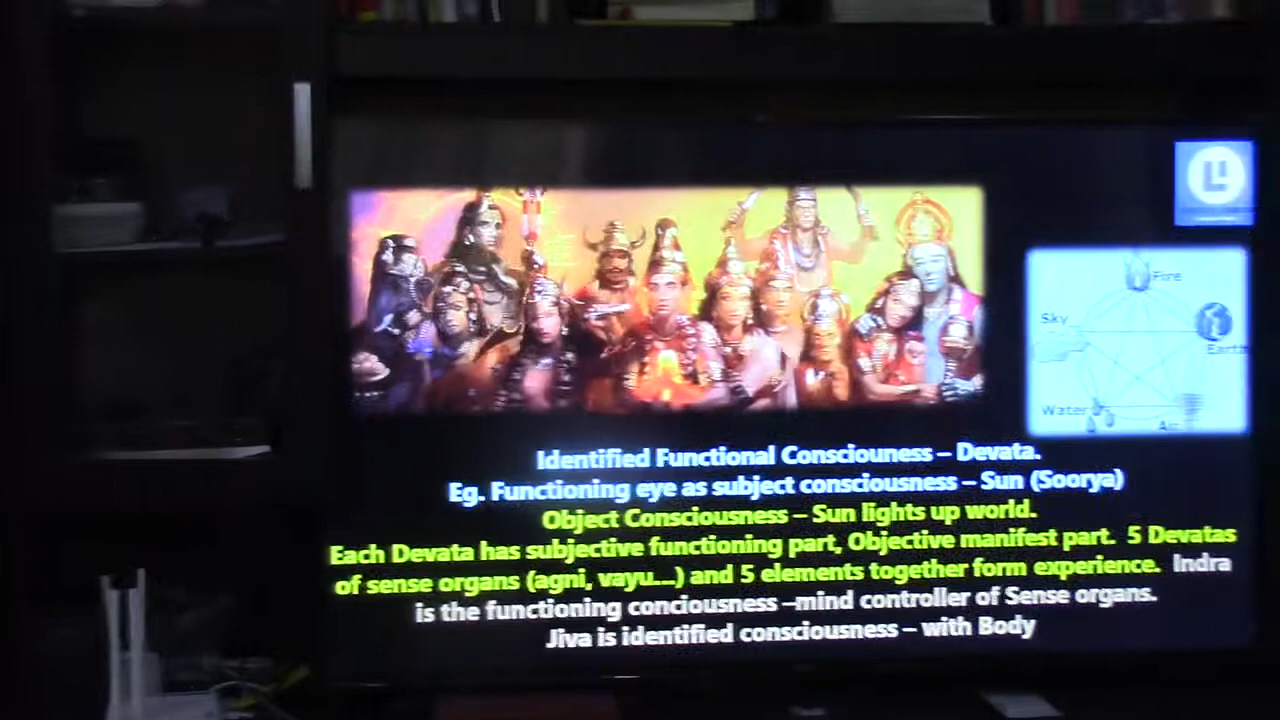 Fire
Sky
Earth
Water
Air
Identified Functional Consciouness – Devata.
Eg. Functioning eye as subject consciousness – Sun (Soorya)
Object Consciousness – Sun lights up world.
Each Devata has subjective functioning part, Objective manifest part. 5 Devatas
of sense organs (agni, vayu...) and 5 elements together form experience. Indra
is the functioning conciousness –mind controller of Sense organs.
Jiva is identified consciousness – with Body